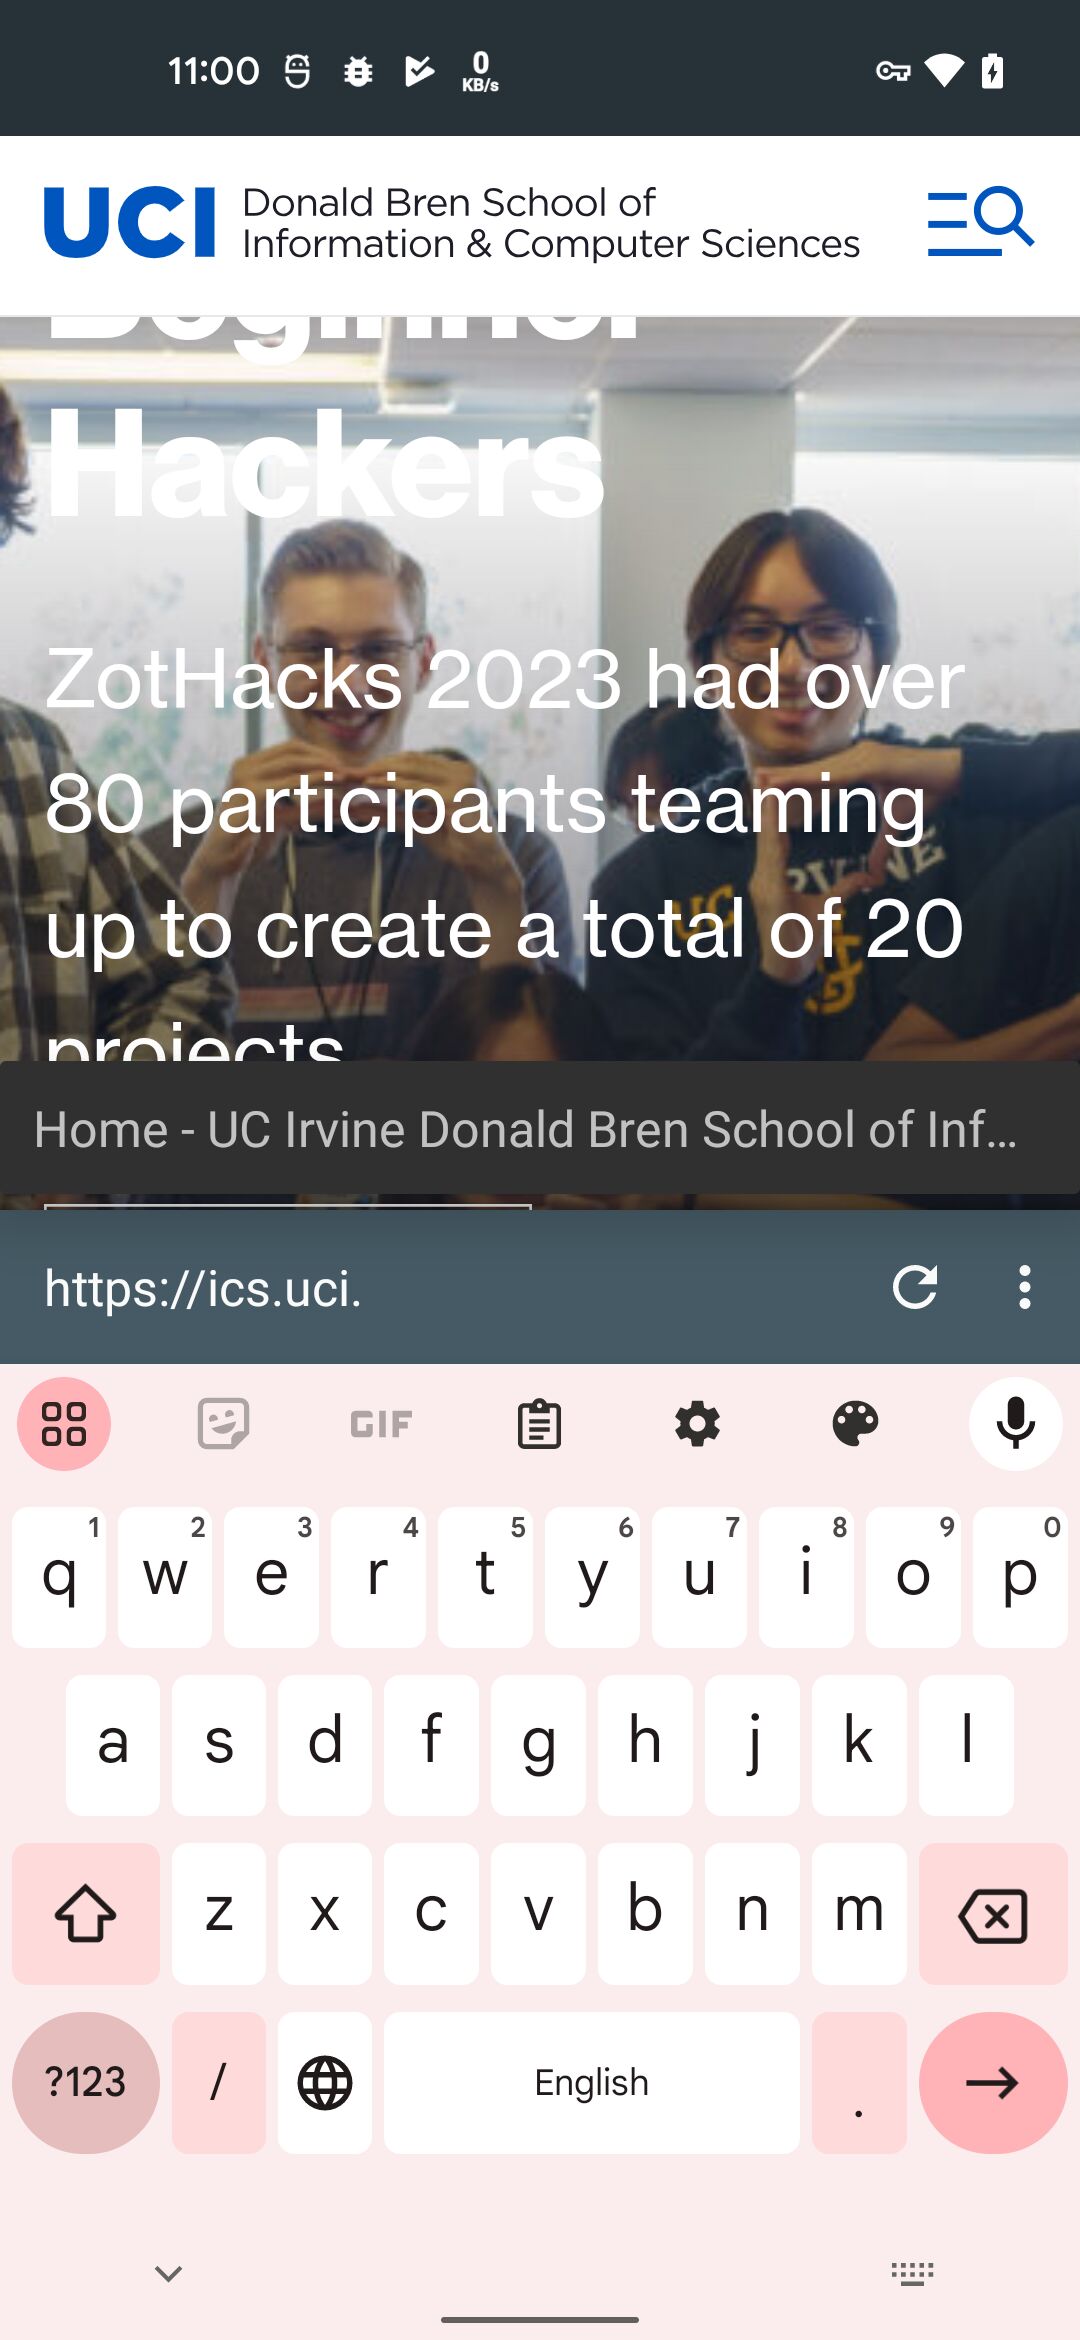 11:00
0
KB/s
UCI
Donald Bren School of
Information & Computer Sciences
Beginner
Hackers
ZotHacks 2023 had over
80 participants teaming
up to create a total of 20
projects
Home - UC Irvine Donald Bren School of Inf...
https://ics.uci.
GIF
1 2 3 4 5 6 7 8 9 0
q w e r t y u i o p
a s d f g h j k l
z x c v b n m
?123 / English .